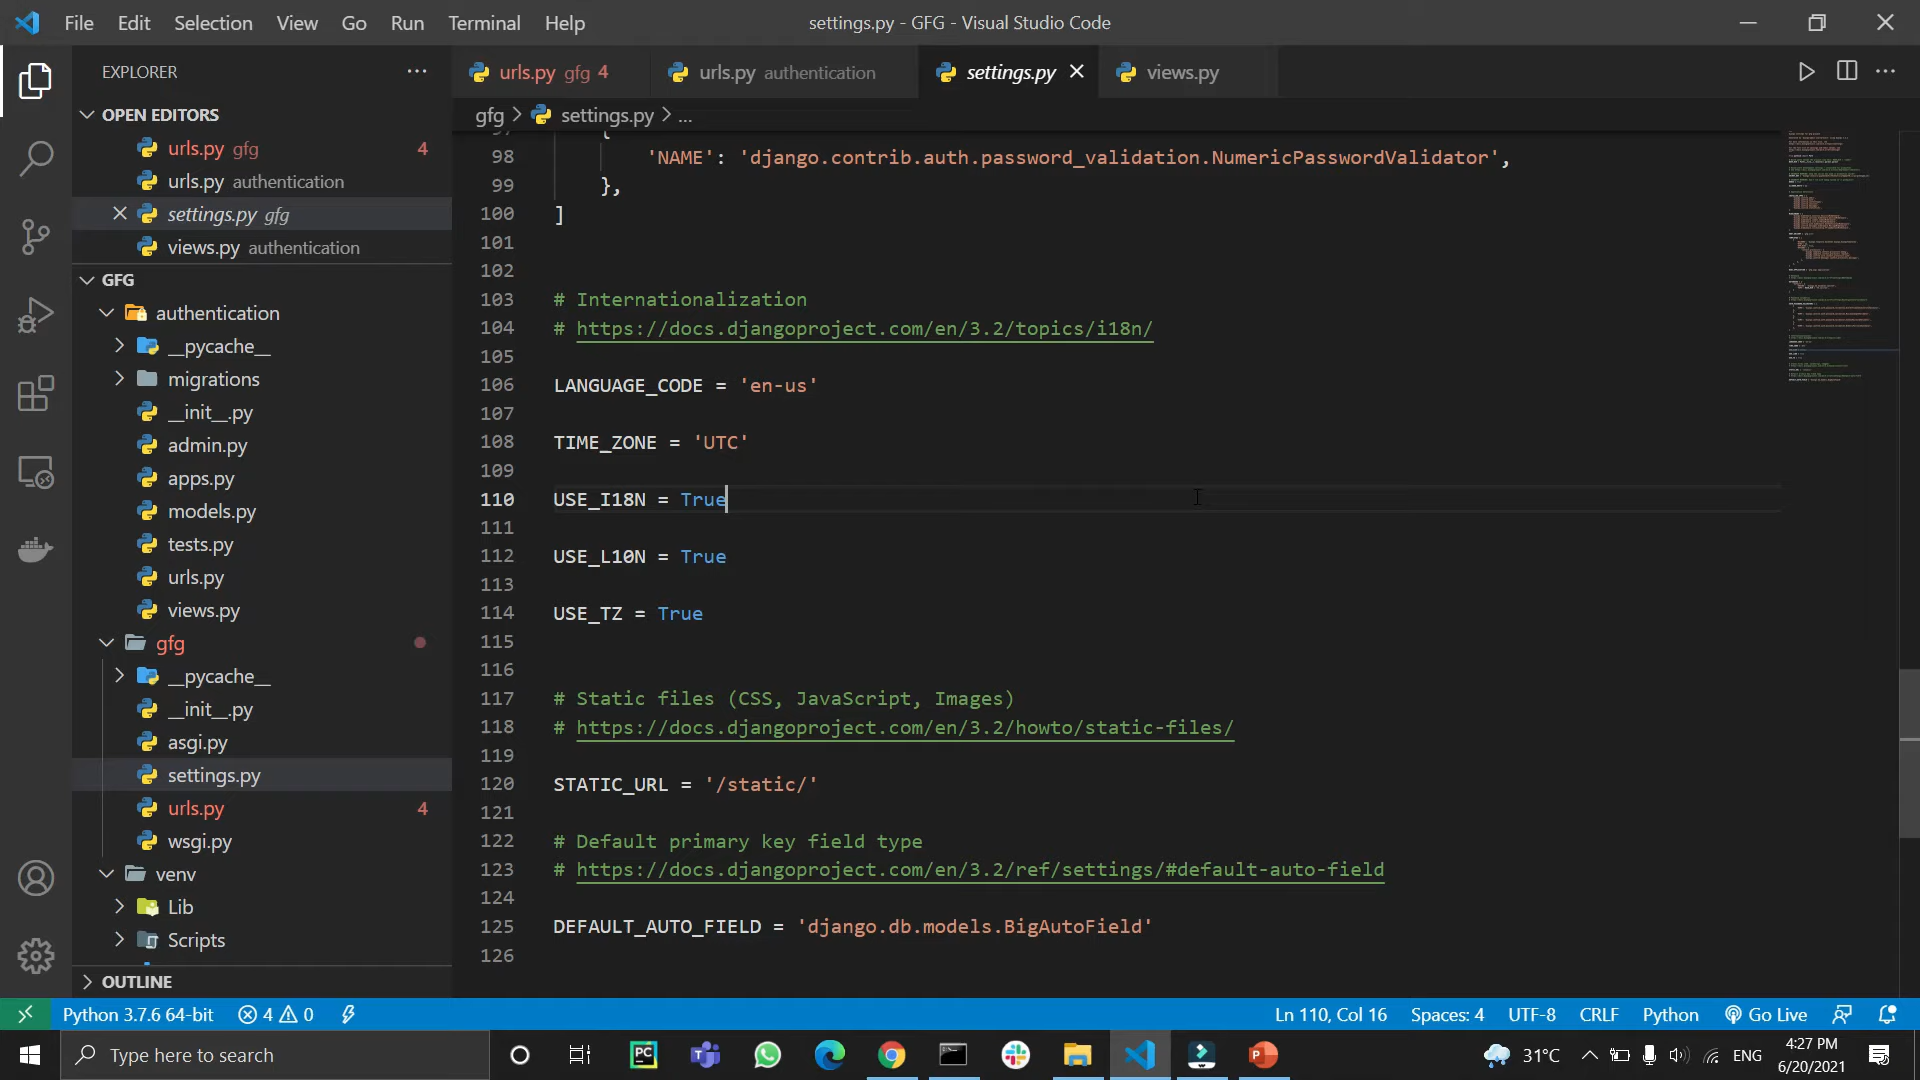 File Edit Selection View Go Run Terminal Help
settings.py - GFG - Visual Studio Code
EXPLORER
OPEN EDITORS
urls.py gfg 4
urls.py authentication
settings.py gfg
views.py authentication
GFG
authentication
__pycache__
migrations
__init__.py
admin.py
apps.py
models.py
tests.py
urls.py
views.py
gfg
__pycache__
__init__.py
asgi.py
settings.py
urls.py 4
wsgi.py
venv
Lib
Scripts
OUTLINE
urls.py gfg 4
urls.py authentication
settings.py
views.py
gfg > settings.py > ...
98 'NAME': 'django.contrib.auth.password_validation.NumericPasswordValidator',
99 },
100 ]
101
102
103 # Internationalization
104 # https://docs.djangoproject.com/en/3.2/topics/i18n/
105
106 LANGUAGE_CODE = 'en-us'
107
108 TIME_ZONE = 'UTC'
109
110 USE_I18N = True
111
112 USE_L10N = True
113
114 USE_TZ = True
115
116
117 # Static files (CSS, JavaScript, Images)
118 # https://docs.djangoproject.com/en/3.2/howto/static-files/
119
120 STATIC_URL = '/static/'
121
122 # Default primary key field type
123 # https://docs.djangoproject.com/en/3.2/ref/settings/#default-auto-field
124
125 DEFAULT_AUTO_FIELD = 'django.db.models.BigAutoField'
126
Python 3.7.6 64-bit 4 0 Ln 110, Col 16 Spaces: 4 UTF-8 CRLF Python Go Live
Type here to search
PC
31°C
ENG
4:27 PM
6/20/2021